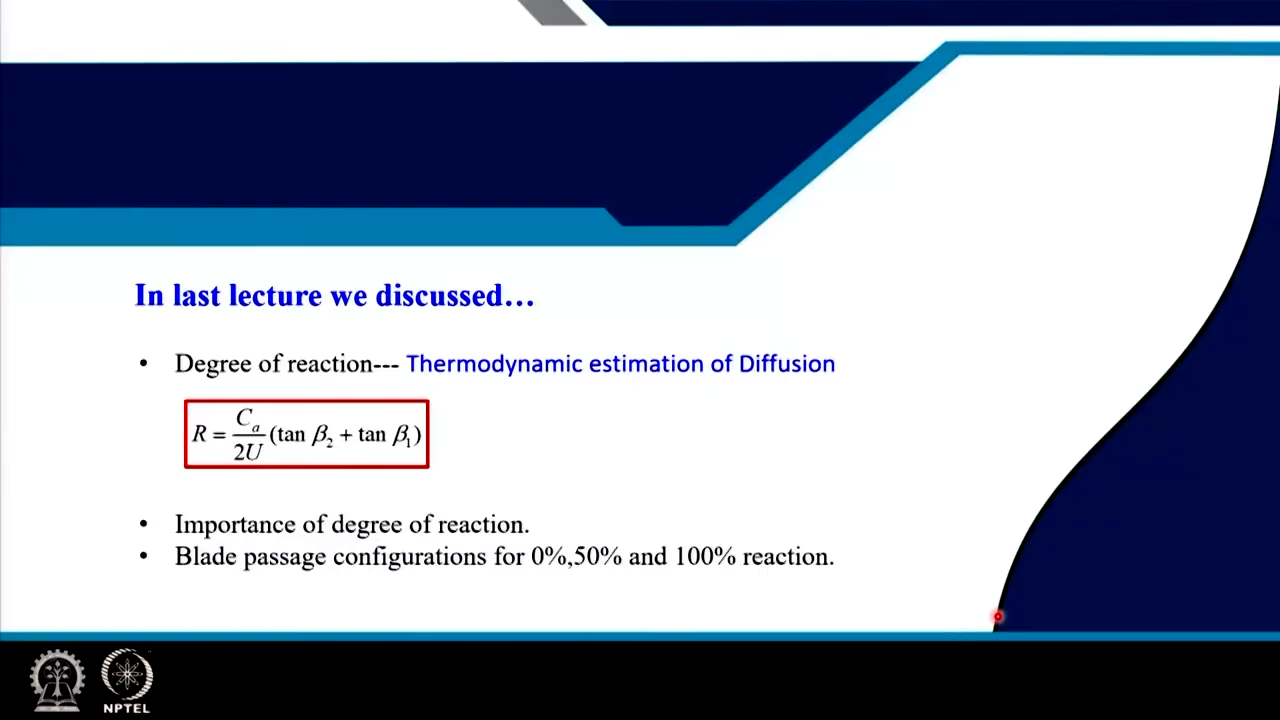 In last lecture we discussed…
• Degree of reaction--- Thermodynamic estimation of Diffusion
R = C_a/2U (tan β₂ + tan β₁)
• Importance of degree of reaction.
• Blade passage configurations for 0%,50% and 100% reaction.
NPTEL